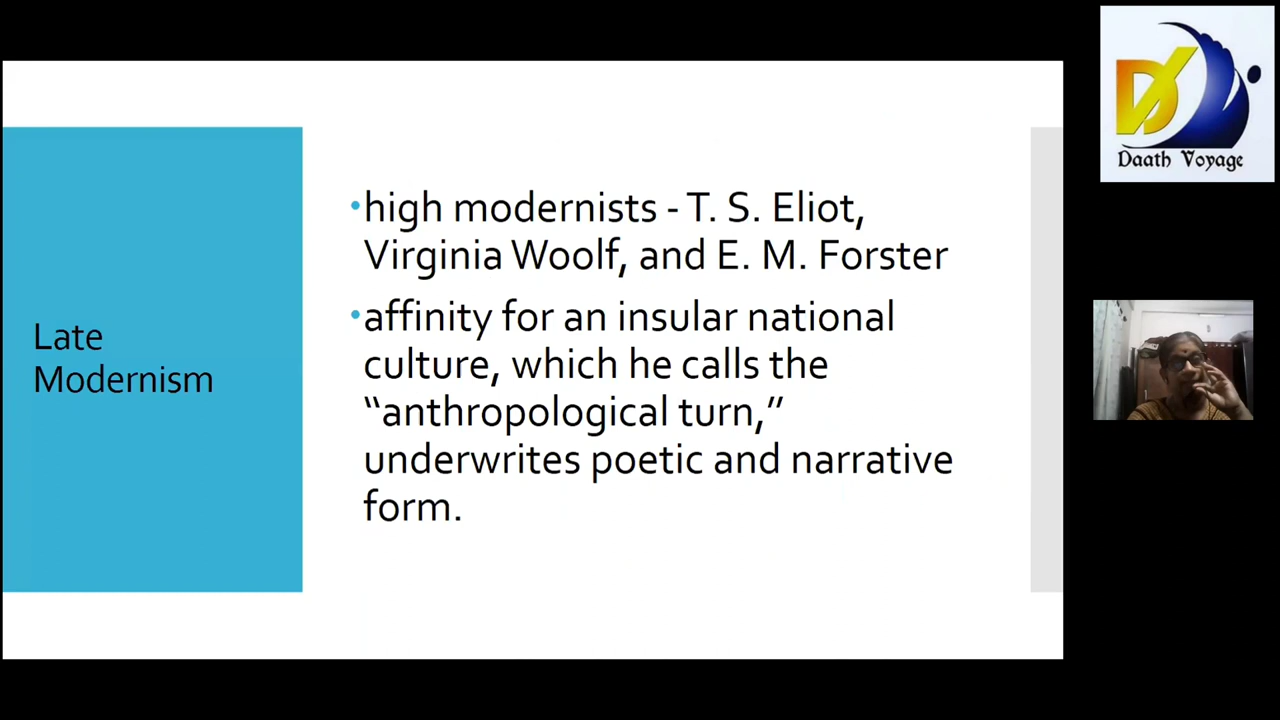 Late
Modernism
•high modernists - T. S. Eliot,
Virginia Woolf, and E. M. Forster
•affinity for an insular national
culture, which he calls the
“anthropological turn,”
underwrites poetic and narrative
form.
Daath Voyage